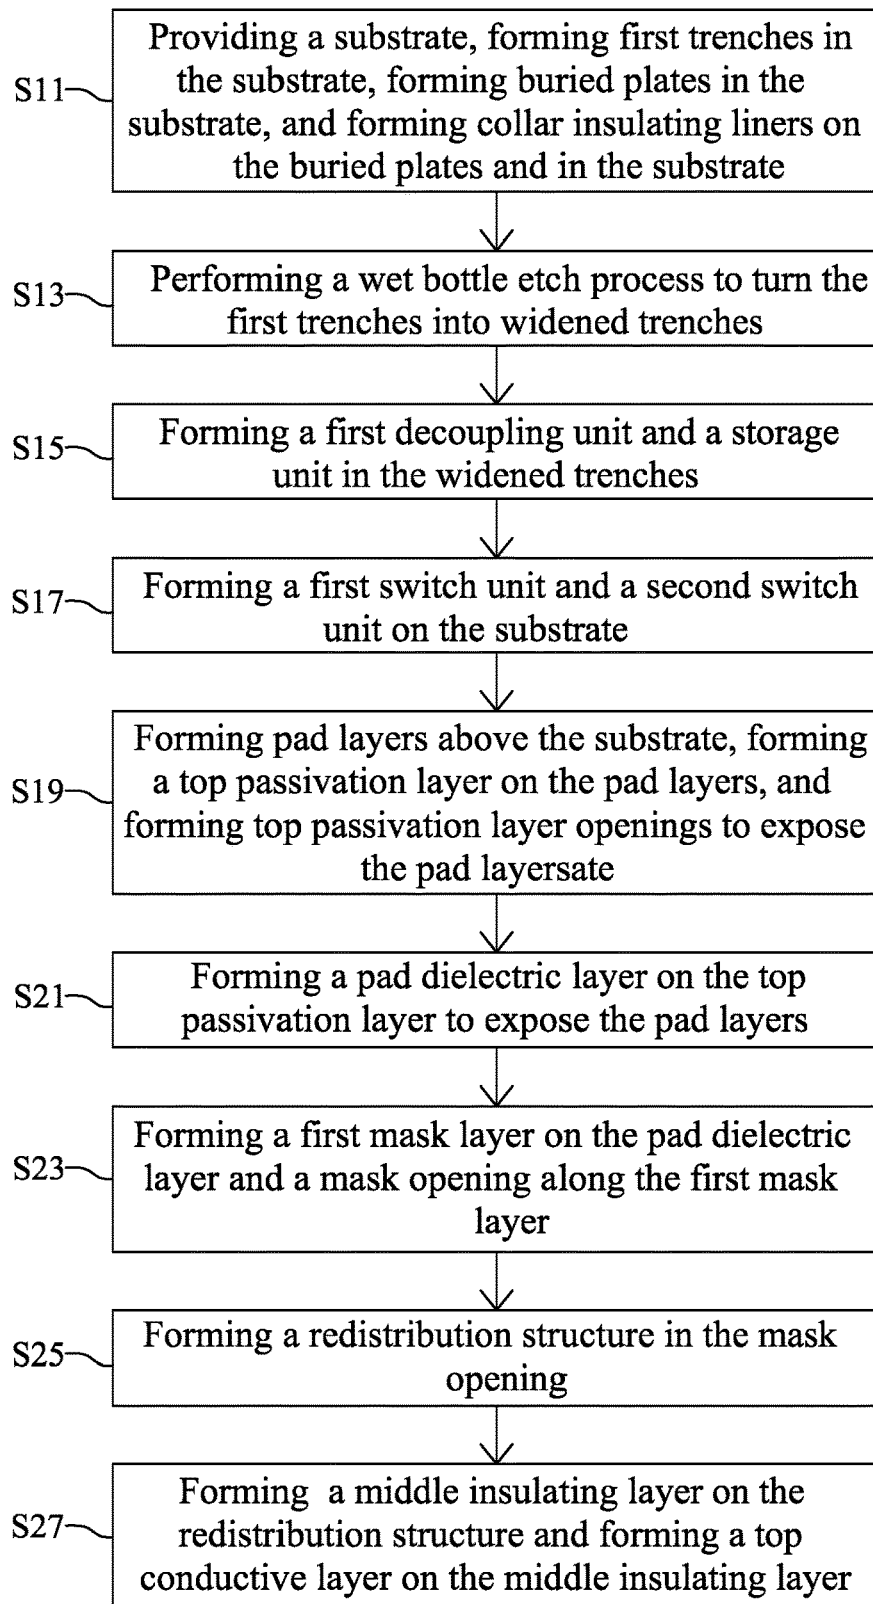 Providing a substrate, forming first trenches in
the substrate, forming buried plates in the
S11
substrate, and forming collar insulating liners on
the buried plates and in the substrate
Performing a wet bottle etch process to turn the
S13
first trenches into widened trenches
Forming a first decoupling unit and a storage
S15
unit in the widened trenches
Forming a first switch unit and a second switch
S17
unit on the substrate
Forming pad layers above the substrate, forming
a top passivation layer on the pad layers, and
S19
forming top passivation layer openings to expose
the pad layersate
Forming a pad dielectric layer on the top
S21
passivation layer to expose the pad layers
Forming a first mask layer on the pad dielectric
S23
layer and a mask opening along the first mask
layer
Forming a redistribution structure in the mask
S25
opening
Forming a middle insulating layer on the
S27
redistribution structure and forming a top
conductive layer on the middle insulating layer